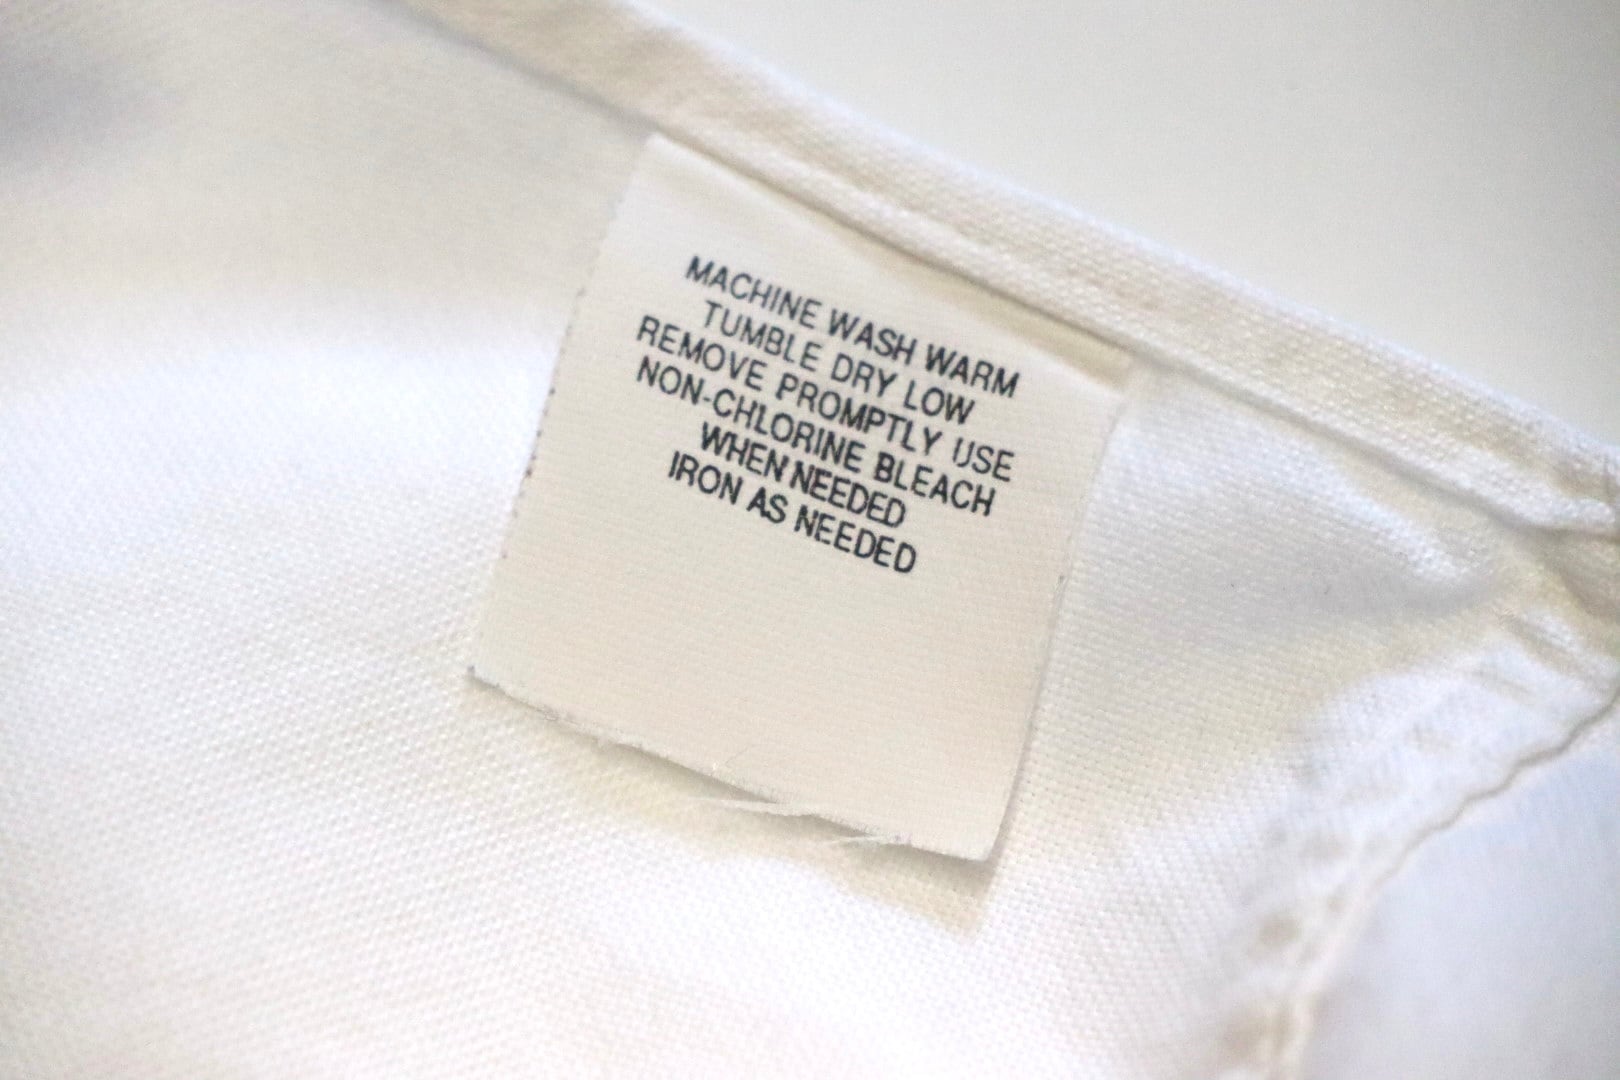 MACHINE WASH WARM
TUMBLE DRY LOW
REMOVE PROMPTLY USE
NON-CHLORINE BLEACH
WHEN NEEDED
IRON AS NEEDED